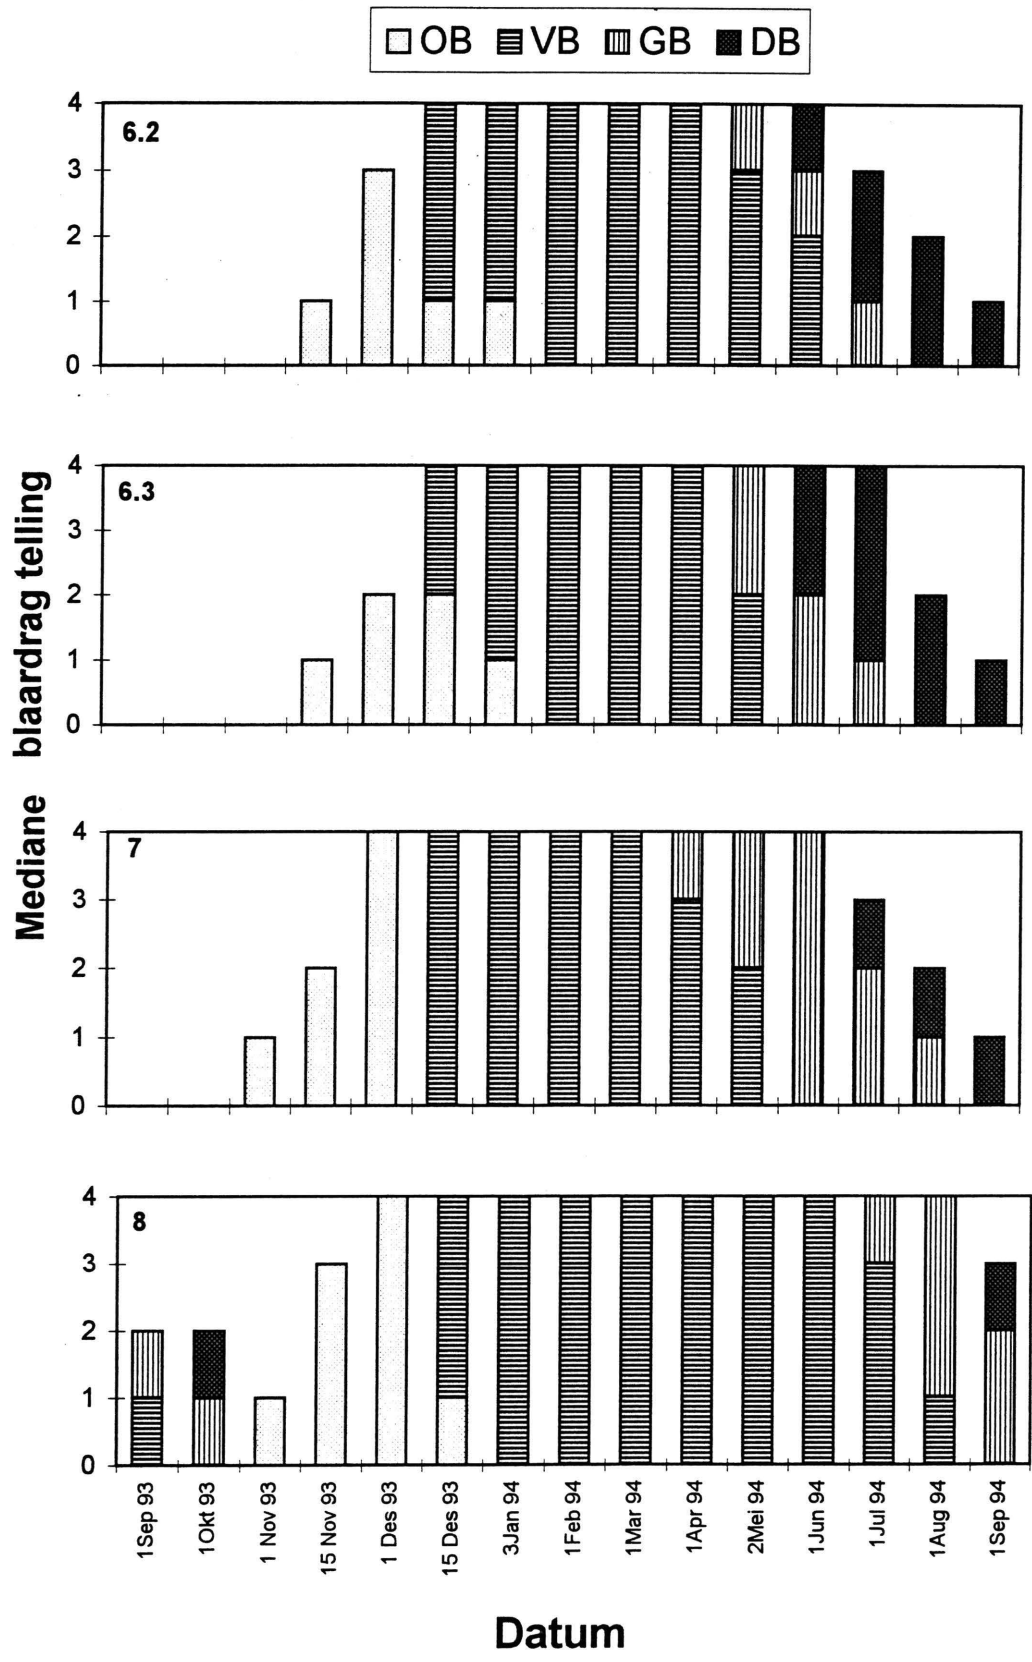 OB VB GB DB
6.2
4
3
2
1
0
6.3
4
3
2
1
0
7
4
3
2
1
0
8
4
3
2
1
0
Mediane blaardrag telling
1Sep 93
1Okt 93
1 Nov 93
15 Nov 93
1 Des 93
15 Des 93
3Jan 94
1Feb 94
1Mar 94
1Apr 94
2Mei 94
1Jun 94
1Jul 94
1Aug 94
1Sep 94
Datum